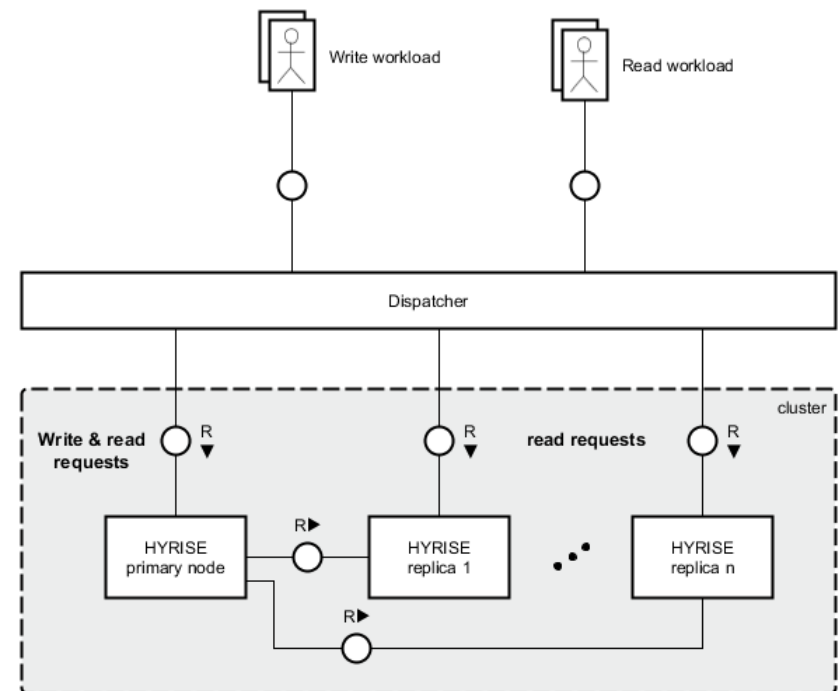 Write workload
Read workload
Dispatcher
cluster
Write & read
requests
R
R
read requests
R
HYRISE
primary node
R
HYRISE
replica 1
HYRISE
replica n
R